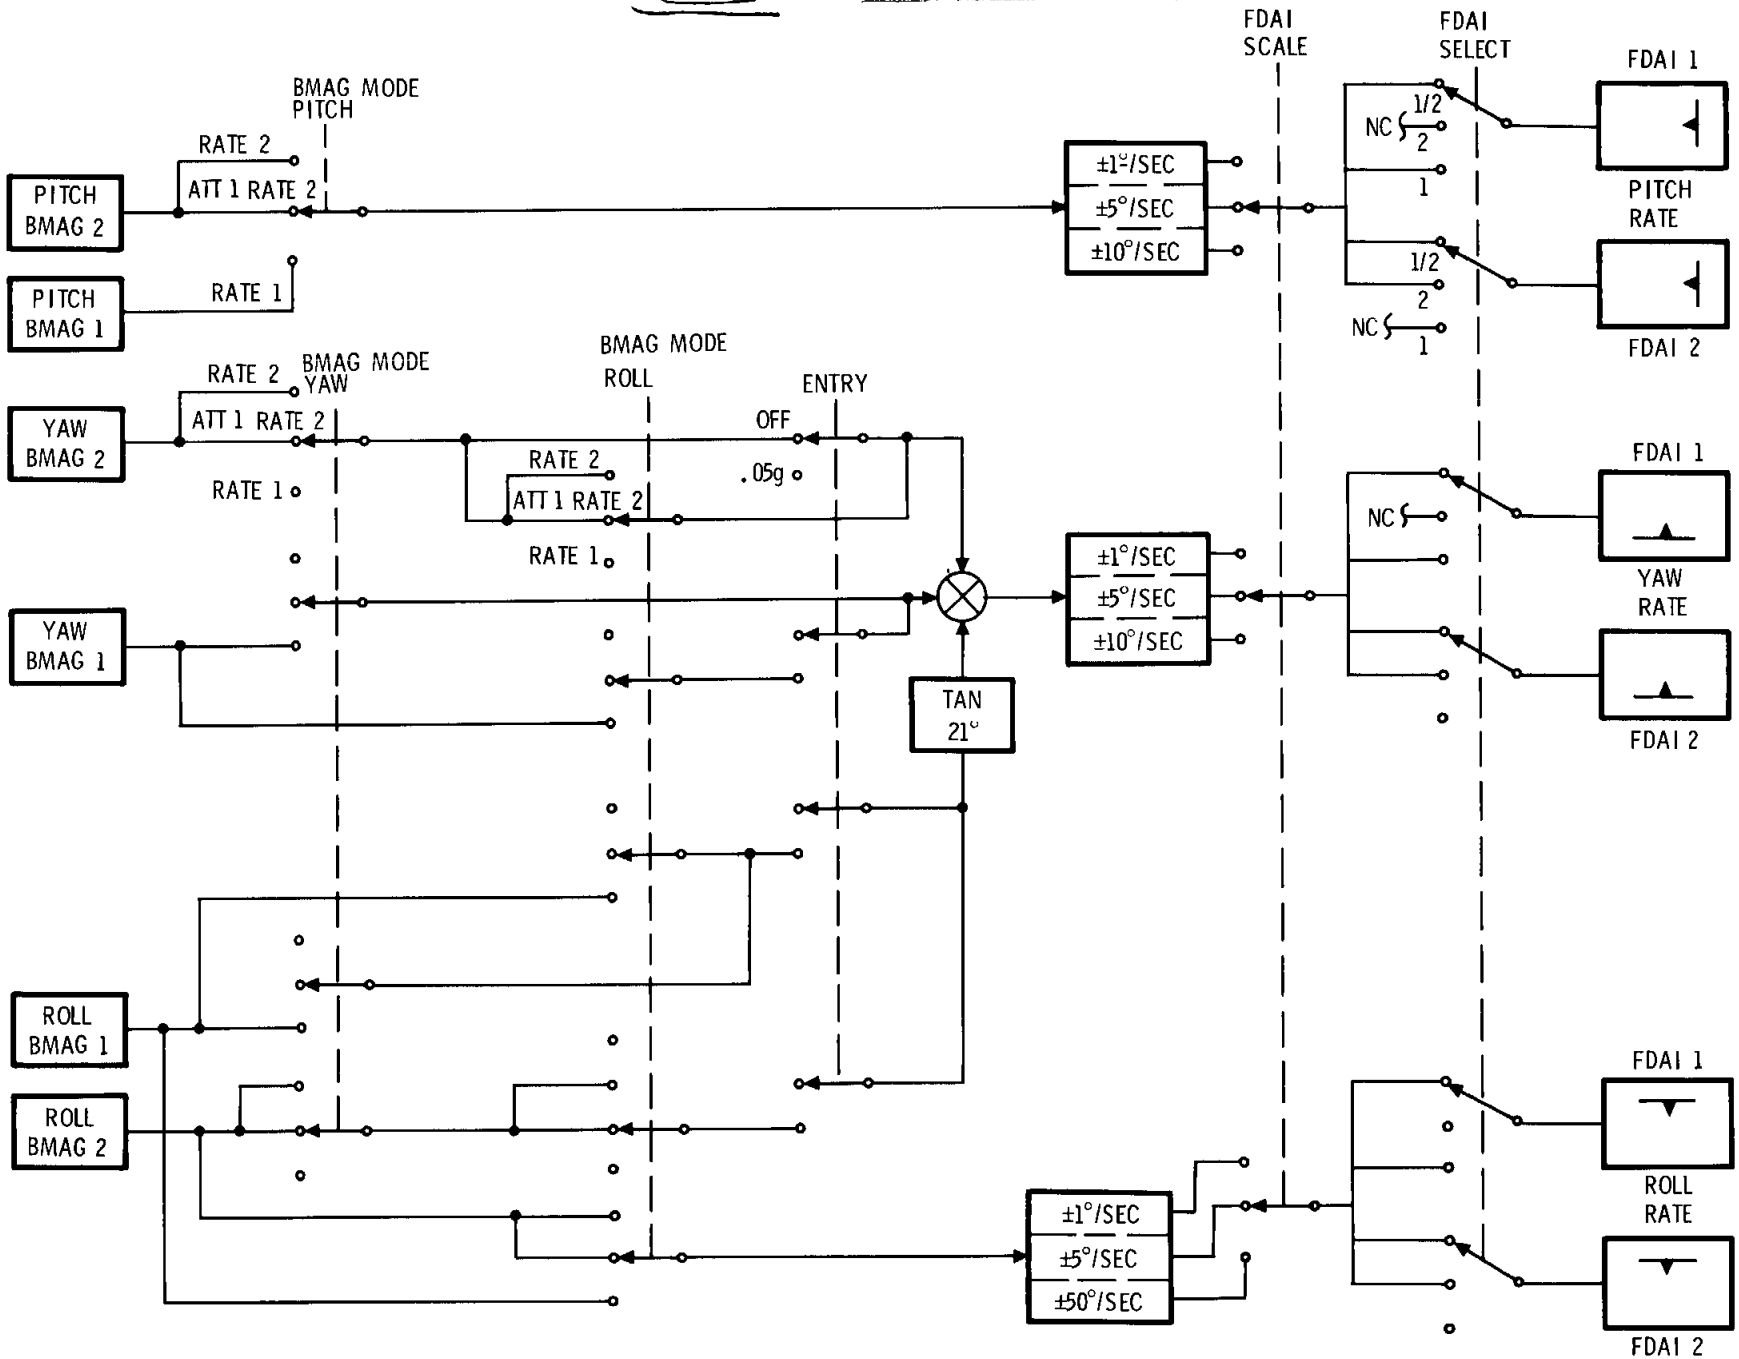 FDAI
SCALE
FDAI
SELECT
FDAI 1
BMAG MODE
PITCH
RATE 2
ATT 1 RATE 2
PITCH
BMAG 2
±1°/SEC
±5°/SEC
±10°/SEC
1/2
NC
2
1
PITCH
RATE
PITCH
BMAG 1
RATE 1
1/2
2
NC
1
FDAI 2
BMAG MODE
YAW
BMAG MODE
ROLL
ENTRY
RATE 2
ATT 1 RATE 2
YAW
BMAG 2
RATE 1
OFF
.05g
RATE 2
ATT 1 RATE 2
RATE 1
FDAI 1
NC
±1°/SEC
±5°/SEC
±10°/SEC
YAW
RATE
YAW
BMAG 1
TAN
21°
FDAI 2
ROLL
BMAG 1
ROLL
BMAG 2
FDAI 1
ROLL
RATE
±1°/SEC
±5°/SEC
±50°/SEC
FDAI 2